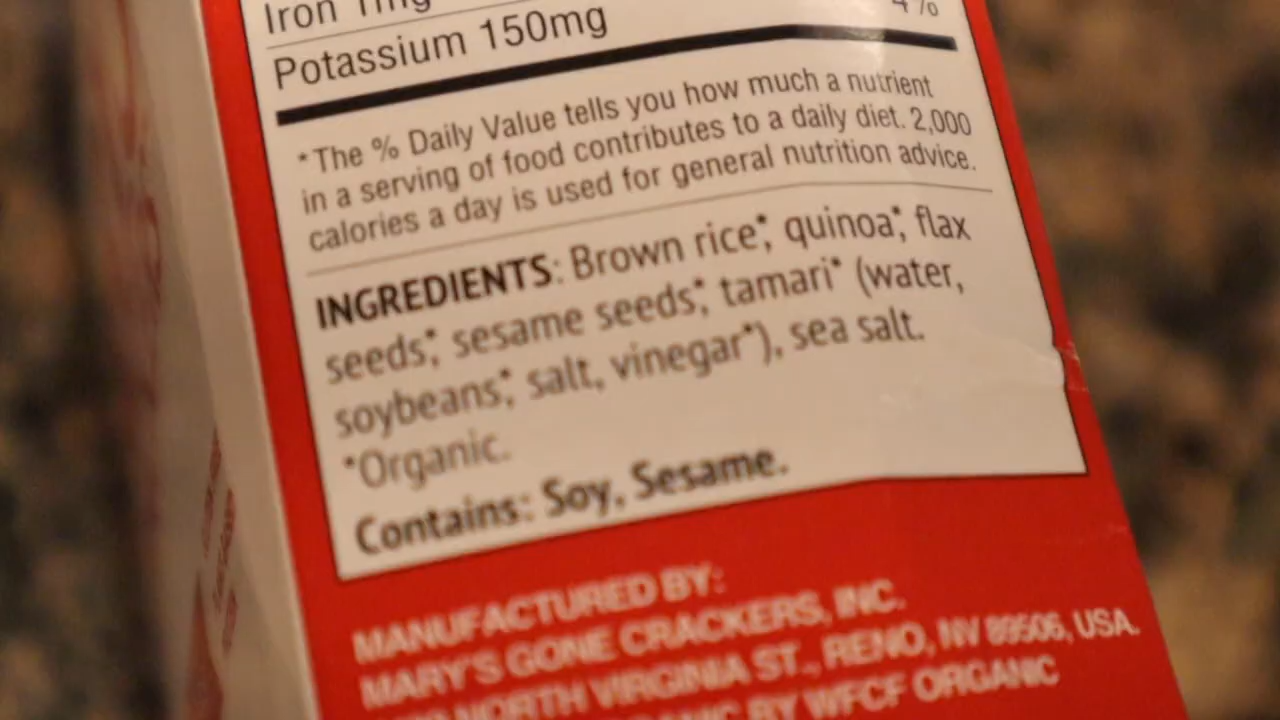 Iron 1mg
Potassium 150mg 4%
*The % Daily Value tells you how much a nutrient
in a serving of food contributes to a daily diet. 2,000
calories a day is used for general nutrition advice.
INGREDIENTS: Brown rice*, quinoa*, flax
seeds*, sesame seeds*, tamari* (water,
soybeans*, salt, vinegar*), sea salt.
*Organic.
Contains: Soy, Sesame.
MANUFACTURED BY:
MARY'S GONE CRACKERS, INC.
NORTH VIRGINIA ST., RENO, NV 89506, USA.
BY WFCF ORGANIC